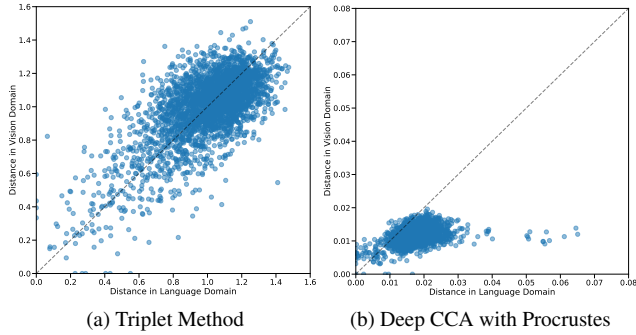 1.6
1.4
1.2
1.0
0.8
0.6
0.4
0.2
0.0
Distance in Vision Domain
0.0 0.2 0.4 0.6 0.8 1.0 1.2 1.4 1.6
Distance in Language Domain
(a) Triplet Method
0.08
0.07
0.06
0.05
0.04
0.03
0.02
0.01
0.00
Distance in Vision Domain
0.00 0.01 0.02 0.03 0.04 0.05 0.06 0.07 0.08
Distance in Language Domain
(b) Deep CCA with Procrustes